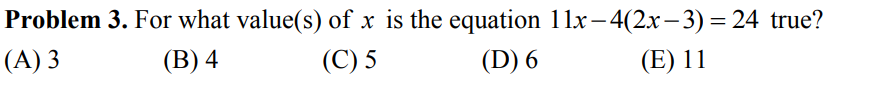 Problem 3. For what value(s) of x is the equation 11x−4(2x−3)=24 true?
(A) 3 (B) 4 (C) 5 (D) 6 (E) 11